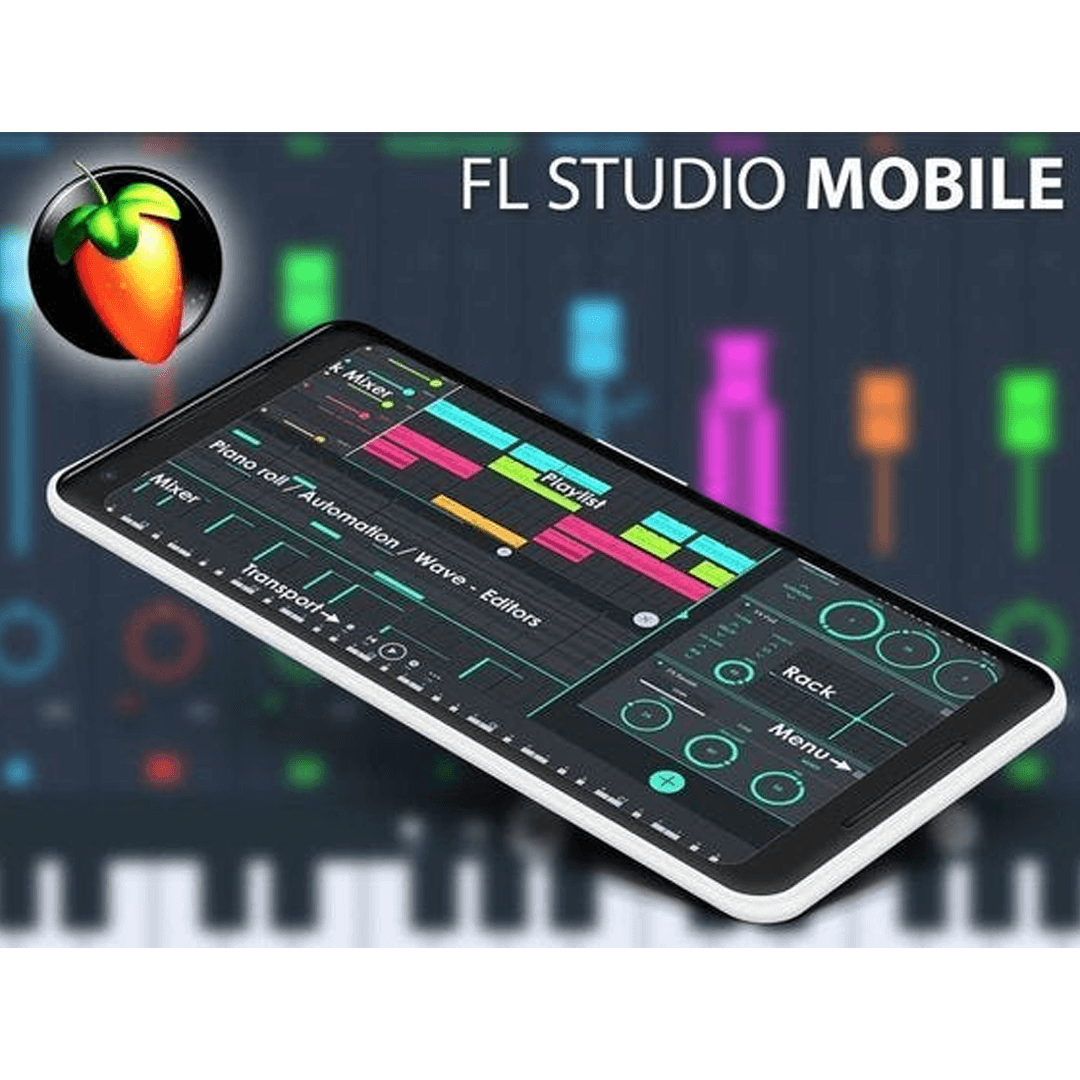 FL STUDIO MOBILE
k Mixer
Playlist
Piano roll / Automation / Wave - Editors
Mixer
Transport
Rack
Menu